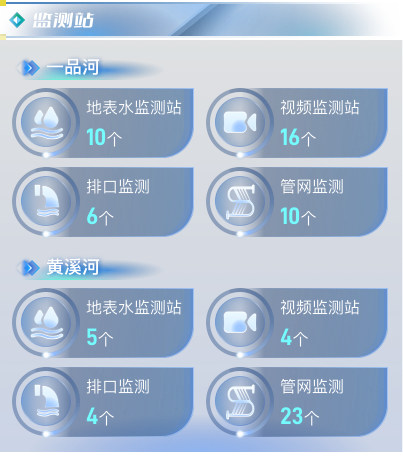 监测站
一品河
地表水监测站
10个
视频监测站
16个
排口监测
6个
管网监测
10个
黄溪河
地表水监测站
5个
视频监测站
4个
排口监测
4个
管网监测
23个